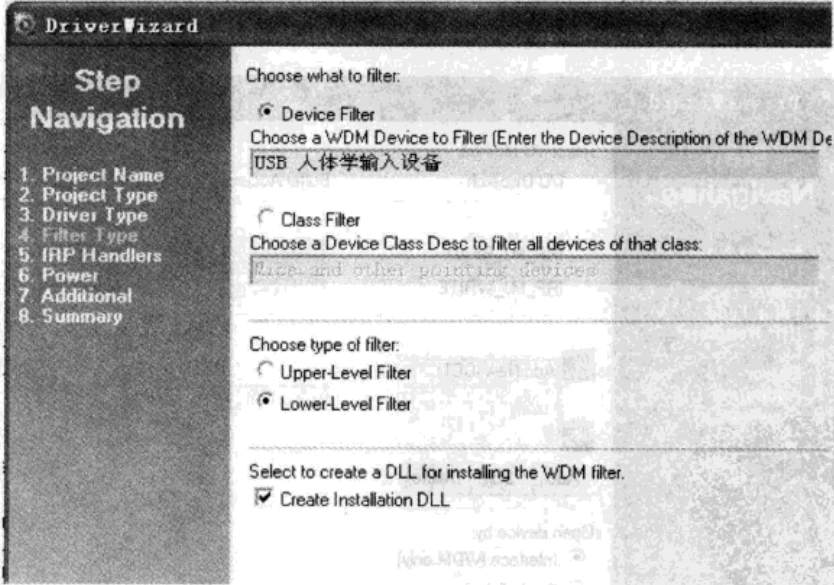 DriverWizard
Step
Navigation
1. Project Name
2. Project Type
3. Driver Type
4. Filter Type
5. IRP Handlers
6. Power
7. Additional
8. Summary
Choose what to filter:
Device Filter
Choose a WDM Device to Filter (Enter the Device Description of the WDM De
USB 人体学输入设备
Class Filter
Choose a Device Class Desc to filter all devices of that class:
Mice and other pointing devices
Choose type of filter:
Upper-Level Filter
Lower-Level Filter
Select to create a DLL for installing the WDM filter.
Create Installation DLL